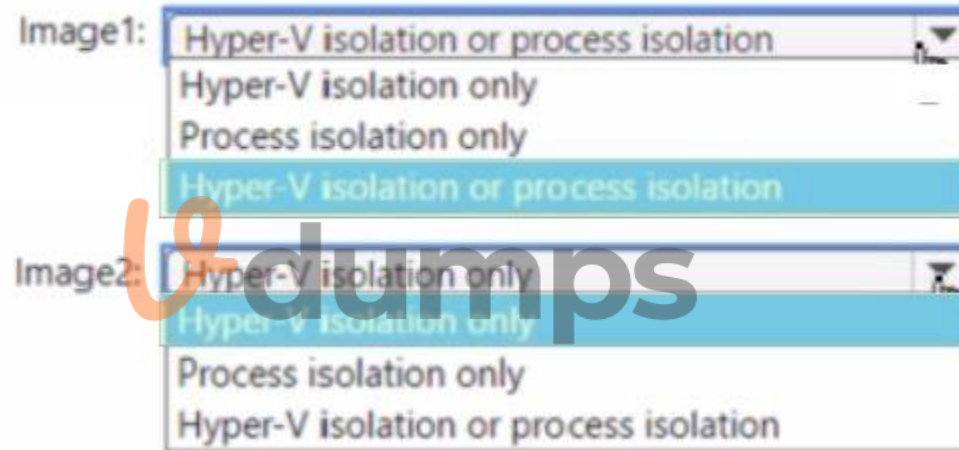 Image1: Hyper-V isolation or process isolation
Hyper-V isolation only
Process isolation only
Hyper-V isolation or process isolation
Image2: Hyper-V isolation only
Hyper-V isolation only
Process isolation only
Hyper-V isolation or process isolation
dumps